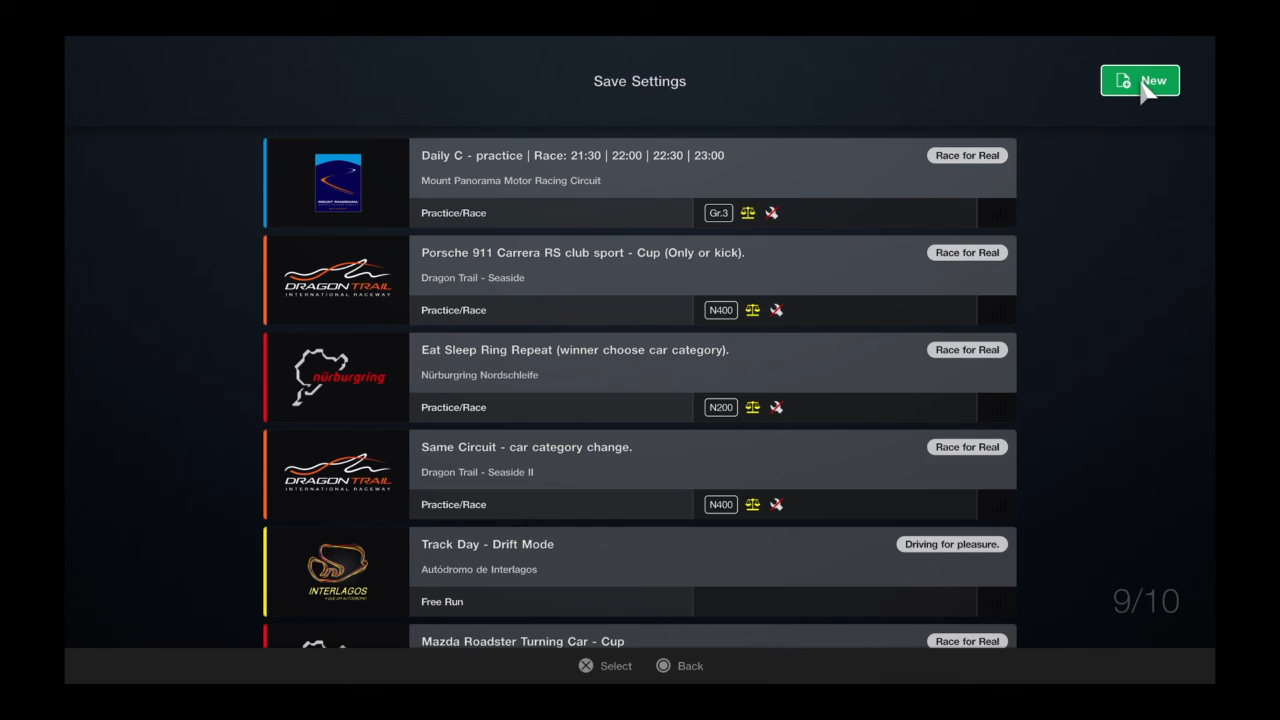 Save Settings
New
Daily C - practice | Race: 21:30 | 22:00 | 22:30 | 23:00
Race for Real
MOUNT PANORAMA
Mount Panorama Motor Racing Circuit
Practice/Race
Gr.3
Porsche 911 Carrera RS club sport - Cup (Only or kick).
Race for Real
DRAGON TRAIL
INTERNATIONAL RACEWAY
Dragon Trail - Seaside
Practice/Race
N400
Eat Sleep Ring Repeat (winner choose car category).
Race for Real
nürburgring
Nürburgring Nordschleife
Practice/Race
N200
Same Circuit - car category change.
Race for Real
DRAGON TRAIL
INTERNATIONAL RACEWAY
Dragon Trail - Seaside II
Practice/Race
N400
Track Day - Drift Mode
Driving for pleasure.
Autódromo de Interlagos
INTERLAGOS
Free Run
9/10
Mazda Roadster Turning Car - Cup
Race for Real
Select
Back